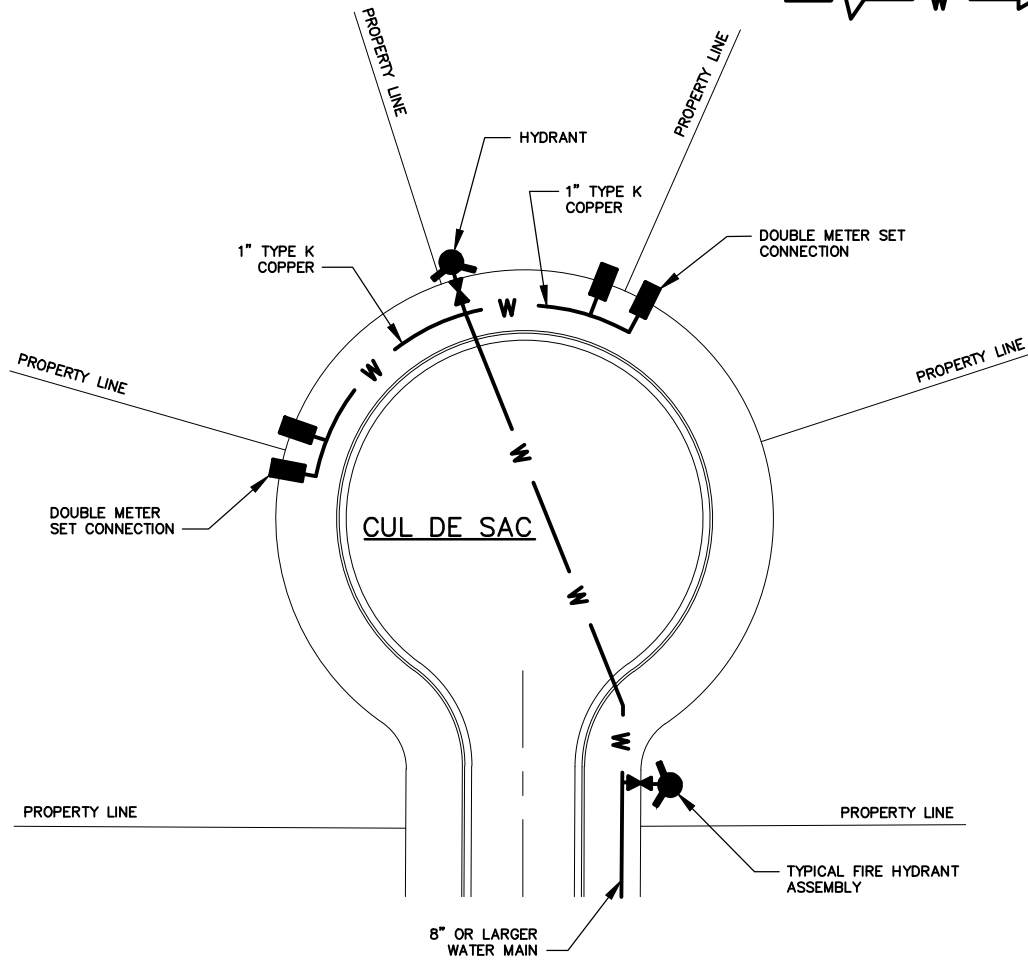 W
PROPERTY LINE
PROPERTY LINE
HYDRANT
1" TYPE K
COPPER
DOUBLE METER SET
CONNECTION
1" TYPE K
COPPER
W
W
PROPERTY LINE
PROPERTY LINE
W
DOUBLE METER
SET CONNECTION
CUL DE SAC
W
W
PROPERTY LINE
PROPERTY LINE
TYPICAL FIRE HYDRANT
ASSEMBLY
8" OR LARGER
WATER MAIN